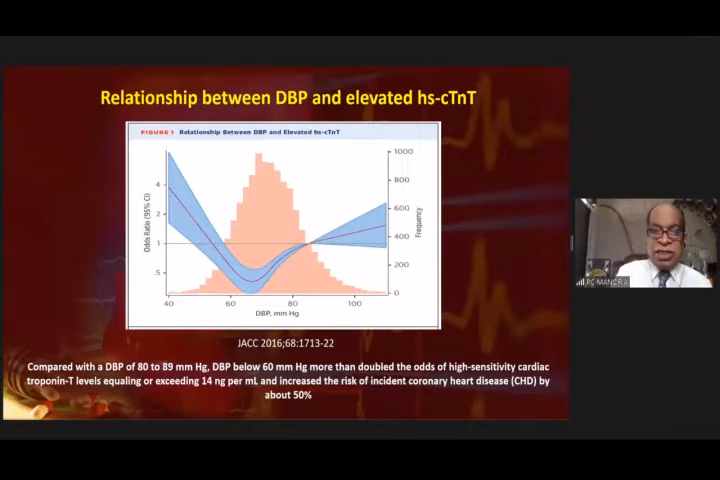 Relationship between DBP and elevated hs-cTnT
FIGURE 1 Relationship Between DBP and Elevated hs-cTnT
Odds Ratio (95% CI)
4
2
1
.5
1000
800
600
400
200
0
Frequency
40
60
80
100
DBP, mm Hg
JACC 2016;68:1713-22
Compared with a DBP of 80 to 89 mm Hg, DBP below 60 mm Hg more than doubled the odds of high-sensitivity cardiac
troponin-T levels equaling or exceeding 14 ng per mL and increased the risk of incident coronary heart disease (CHD) by
about 50%
PC MANORIA